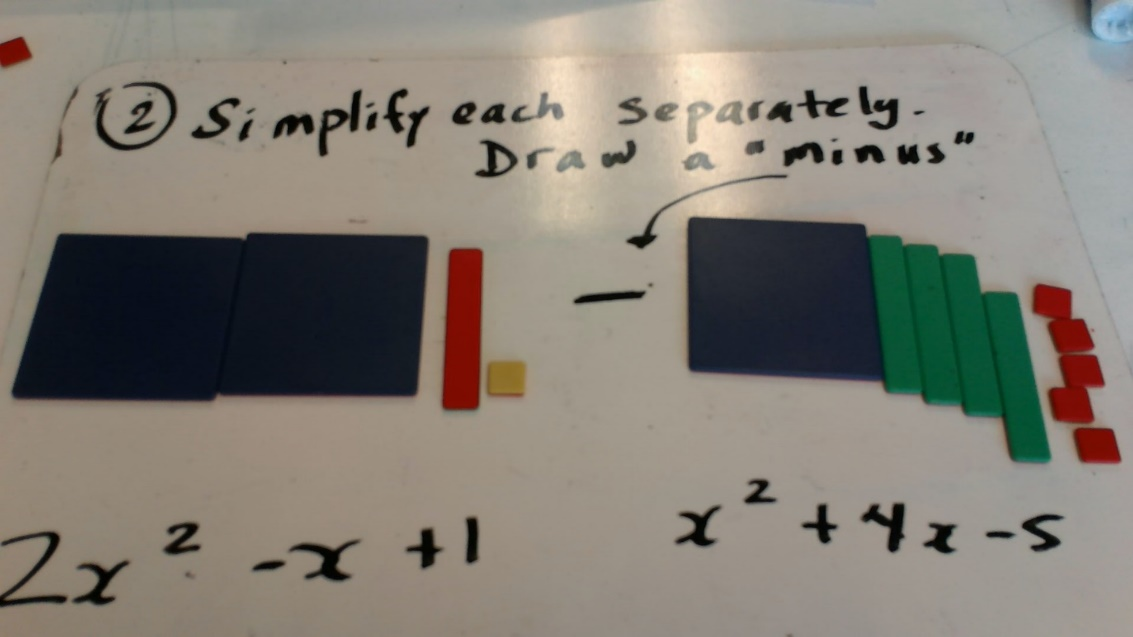 ② Simplify each separately.
Draw a "minus"
—
2x² -x +1
x² +4x -5